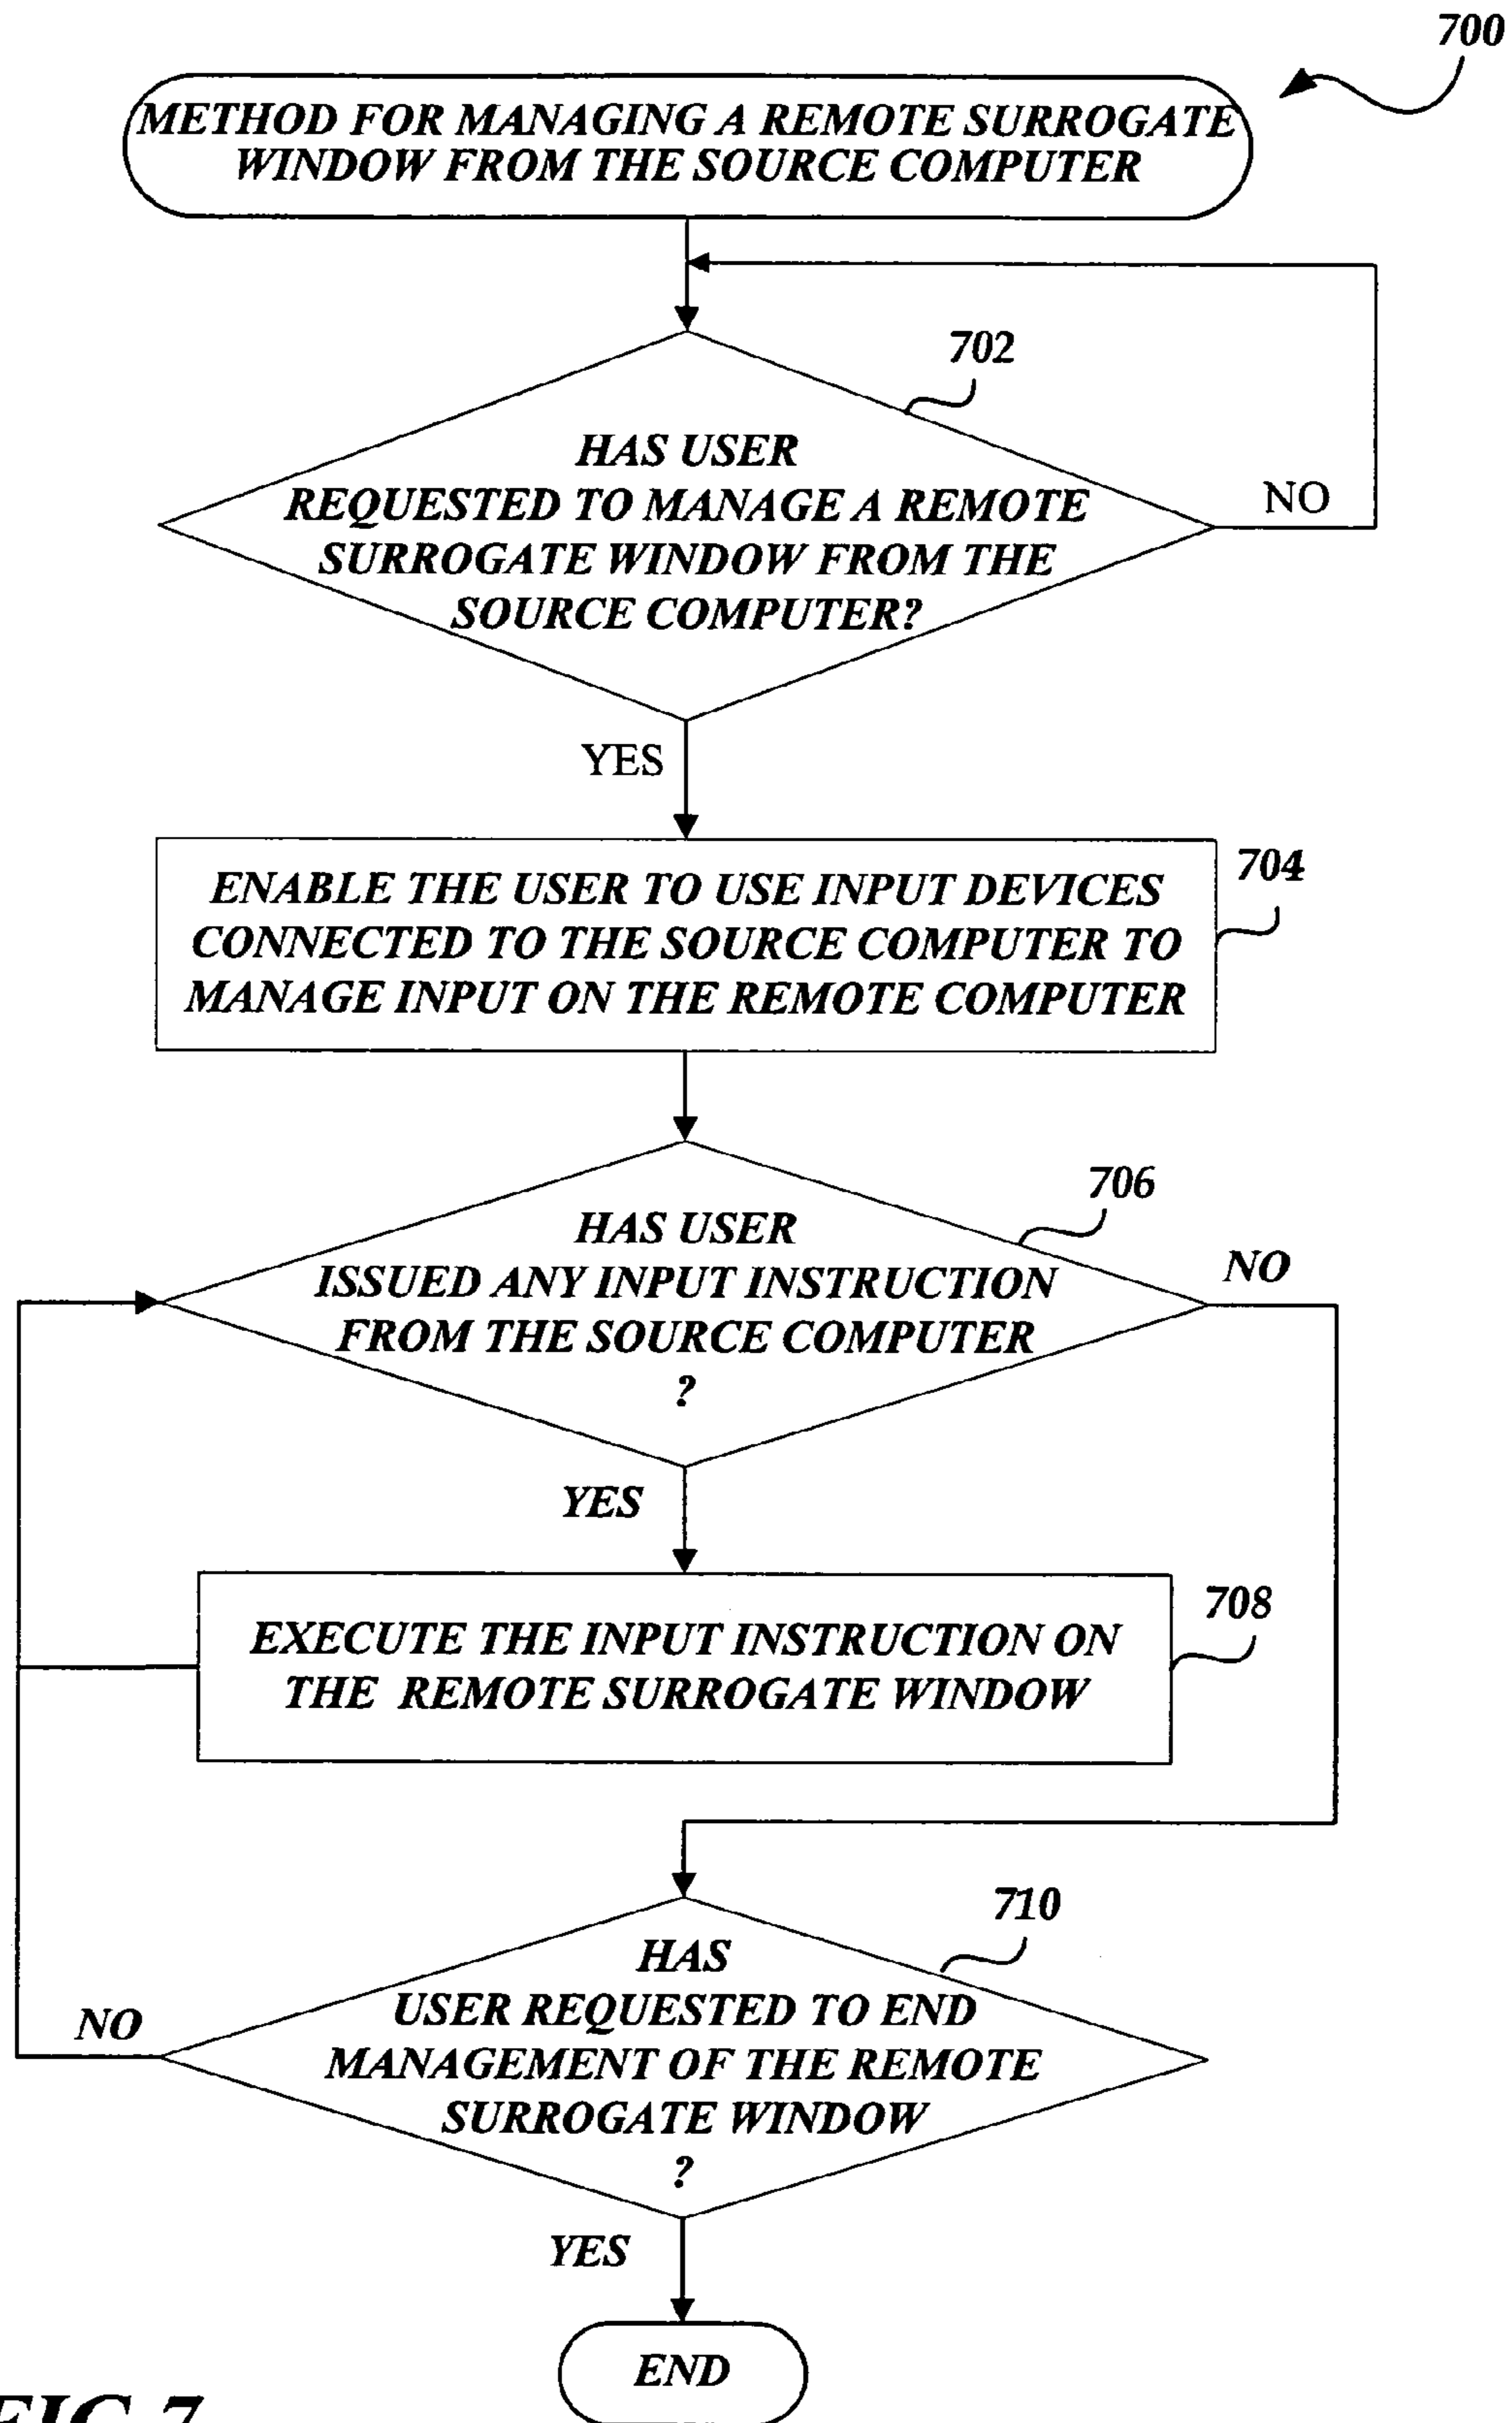 700
METHOD FOR MANAGING A REMOTE SURROGATE
WINDOW FROM THE SOURCE COMPUTER
702
HAS USER
REQUESTED TO MANAGE A REMOTE
SURROGATE WINDOW FROM THE
SOURCE COMPUTER?
NO
YES
704
ENABLE THE USER TO USE INPUT DEVICES
CONNECTED TO THE SOURCE COMPUTER TO
MANAGE INPUT ON THE REMOTE COMPUTER
706
HAS USER
ISSUED ANY INPUT INSTRUCTION
FROM THE SOURCE COMPUTER
?
NO
YES
708
EXECUTE THE INPUT INSTRUCTION ON
THE REMOTE SURROGATE WINDOW
710
HAS
USER REQUESTED TO END
MANAGEMENT OF THE REMOTE
SURROGATE WINDOW
?
NO
YES
END
FIG. 7